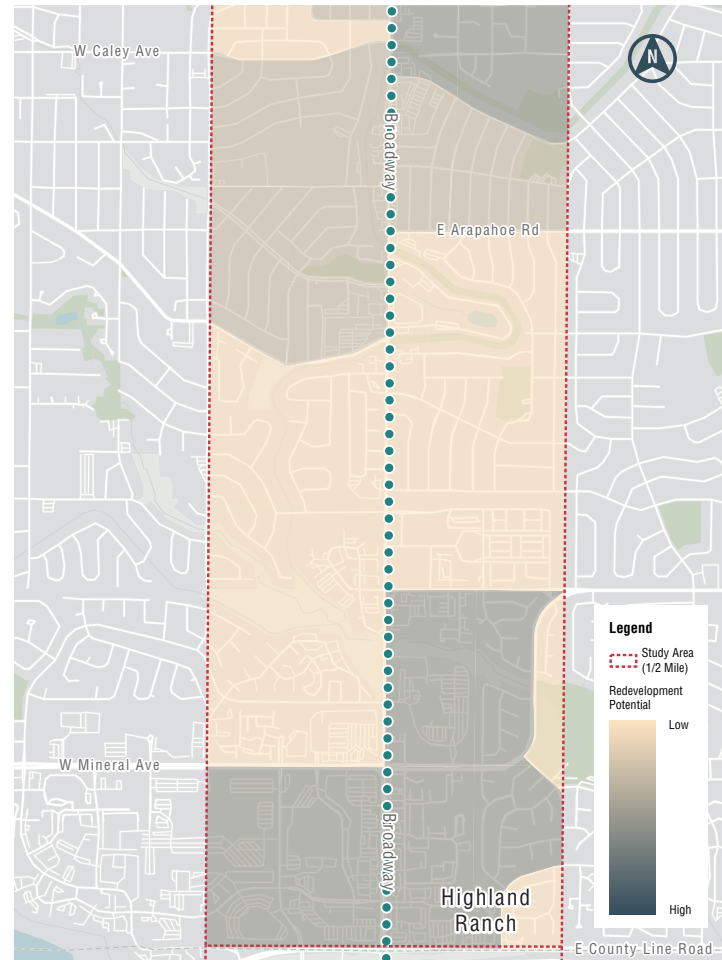 W Caley Ave
N
Broadway
E Arapahoe Rd
Legend
Study Area
(1/2 Mile)
Redevelopment
Potential
Low
High
W Mineral Ave
Broadway
Highland
Ranch
E County Line Road